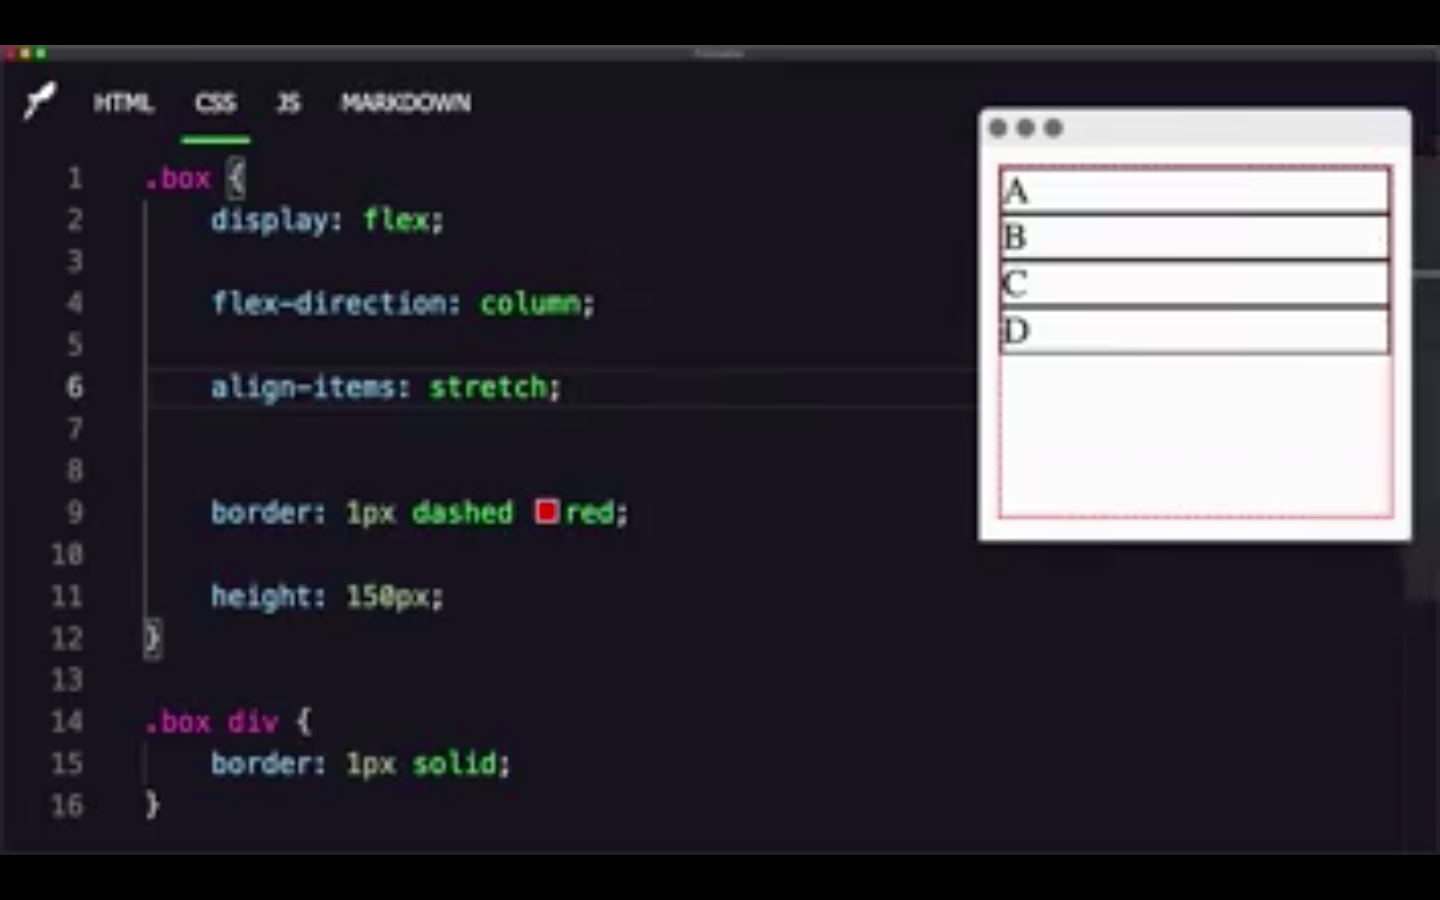 HTML CSS JS MARKDOWN
1 .box {
2 display: flex;
3
4 flex-direction: column;
5
6 align-items: stretch;
7
8
9 border: 1px dashed red;
10
11 height: 150px;
12 }
13
14 .box div {
15 border: 1px solid;
16 }
A
B
C
D